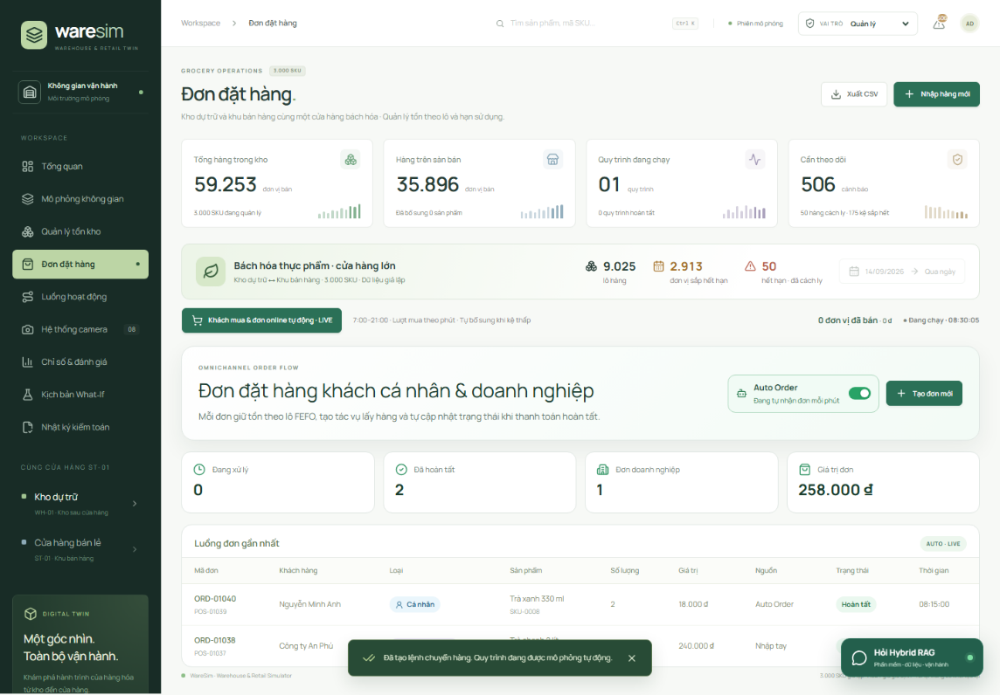 waresim
WAREHOUSE & RETAIL TWIN
Workspace > Đơn đặt hàng
Tìm sản phẩm, mã SKU...
Ctrl K
Phiên mô phỏng
VAI TRÒ Quản lý
AD
Không gian vận hành
Môi trường mô phỏng
WORKSPACE
Tổng quan
Mô phỏng không gian
Quản lý tồn kho
Đơn đặt hàng
Luồng hoạt động
Hệ thống camera 08
Chỉ số & đánh giá
Kịch bản What-If
Nhật ký kiểm toán
CÙNG CỬA HÀNG ST-01
Kho dự trữ
WH-01 · Kho sau cửa hàng
Cửa hàng bán lẻ
ST-01 · Khu bán hàng
DIGITAL TWIN
Một góc nhìn.
Toàn bộ vận hành.
Khám phá hành trình của hàng hóa
từ kho đến cửa hàng.
GROCERY OPERATIONS 3.000 SKU
Đơn đặt hàng.
Kho dự trữ và khu bán hàng cùng một cửa hàng bách hóa · Quản lý tồn theo lô và hạn sử dụng.
Xuất CSV
Nhập hàng mới
Tổng hàng trong kho
59.253 đơn vị bán
3.000 SKU đang quản lý
Hàng trên sàn bán
35.896 đơn vị bán
Đã bổ sung 0 sản phẩm
Quy trình đang chạy
01 quy trình
0 quy trình hoàn tất
Cần theo dõi
506 cảnh báo
50 hàng cách ly · 175 kệ sắp hết
Bách hóa thực phẩm · cửa hàng lớn
Kho dự trữ ↔ Khu bán hàng · 3.000 SKU · Dữ liệu giả lập
9.025
lô hàng
2.913
đơn vị sắp hết hạn
50
hết hạn · đã cách ly
14/09/2026 → Qua ngày
Khách mua & đơn online tự động · LIVE
7:00–21:00 · Lượt mua theo phút · Tự bổ sung khi kệ thấp
0 đơn vị đã bán · 0 đ
Đang chạy · 08:30:05
OMNICHANNEL ORDER FLOW
Đơn đặt hàng khách cá nhân & doanh nghiệp
Mỗi đơn giữ tồn theo lô FEFO, tạo tác vụ lấy hàng và tự cập nhật trạng thái khi thanh toán hoàn tất.
Auto Order
Đang tự nhận đơn mỗi phút
Tạo đơn mới
Đang xử lý
0
Đã hoàn tất
2
Đơn doanh nghiệp
1
Giá trị đơn
258.000 đ
Luồng đơn gần nhất
AUTO · LIVE
Mã đơn Khách hàng Loại Sản phẩm Số lượng Giá trị Nguồn Trạng thái Thời gian
ORD-01040 Nguyễn Minh Anh Cá nhân Trà xanh 330 ml 2 18.000 đ Auto Order Hoàn tất 08:15:00
POS-01039 SKU-0008
ORD-01038 Công ty An Phú 240.000 đ Nhập tay
POS-01037
Đã tạo lệnh chuyển hàng. Quy trình đang được mô phỏng tự động.
Hỏi Hybrid RAG
Phần mềm · dữ liệu · vận hành
WareSim · Warehouse & Retail Simulator